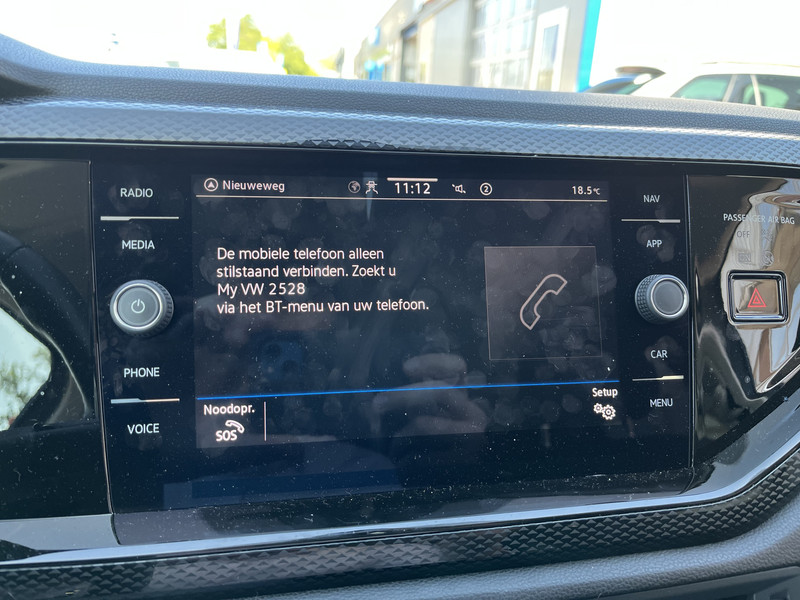 RADIO
MEDIA
PHONE
VOICE
Nieuweweg
11:12
2
18.5°C
De mobiele telefoon alleen
stilstaand verbinden. Zoekt u
My VW 2528
via het BT-menu van uw telefoon.
Noodopr.
SOS
Setup
NAV
APP
CAR
MENU
PASSENGER AIR BAG
OFF